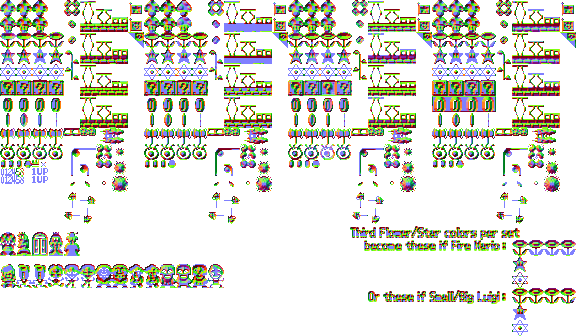 ? ? ? ? ? ? ? ? ? ? ? ? ? ? ? ?
1UP
1UP
Third Flower/Star colors per set
become these if Fire Mario:
Or these if Small/Big Luigi: